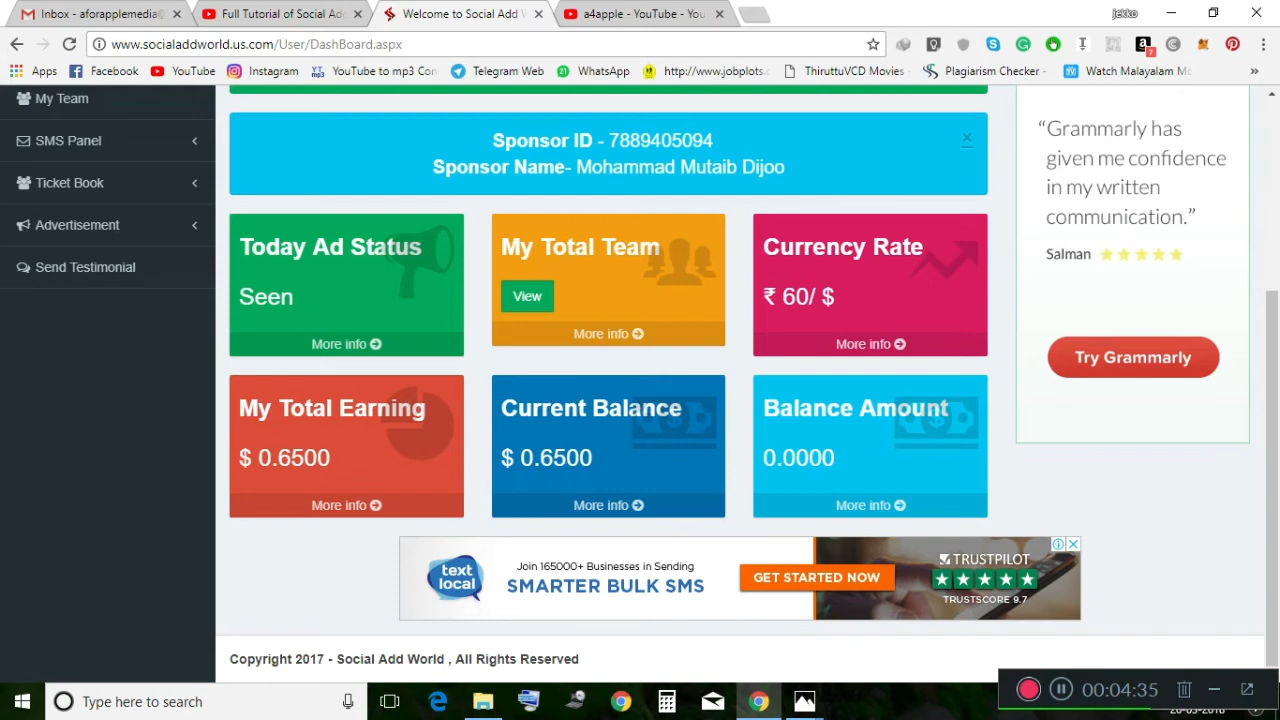 Inbox - aforapplemedia@
Full Tutorial of Social Ad
Welcome to Social Add W
a4apple - YouTube - You
jekko
www.socialaddworld.us.com/User/DashBoard.aspx
7
Apps
Facebook
YouTube
Instagram
YouTube to mp3 Con
Telegram Web
21
WhatsApp
http://www.jobplots.c
ThiruttuVCD Movies -
Plagiarism Checker -
Watch Malayalam Mo
»
My Team
SMS Panel
Ticket Book
Advertisement
Send Testimonial
Sponsor ID - 7889405094
Sponsor Name- Mohammad Mutaib Dijoo
×
Today Ad Status
Seen
More info
My Total Team
View
More info
Currency Rate
₹ 60/ $
More info
My Total Earning
$ 0.6500
More info
Current Balance
$ 0.6500
More info
Balance Amount
0.0000
More info
“Grammarly has
given me confidence
in my written
communication.”
Salman
Try Grammarly
text
local
Join 165000+ Businesses in Sending
SMARTER BULK SMS
GET STARTED NOW
TRUSTPILOT
TRUSTSCORE 9.7
Copyright 2017 - Social Add World , All Rights Reserved
Type here to search
00:04:35